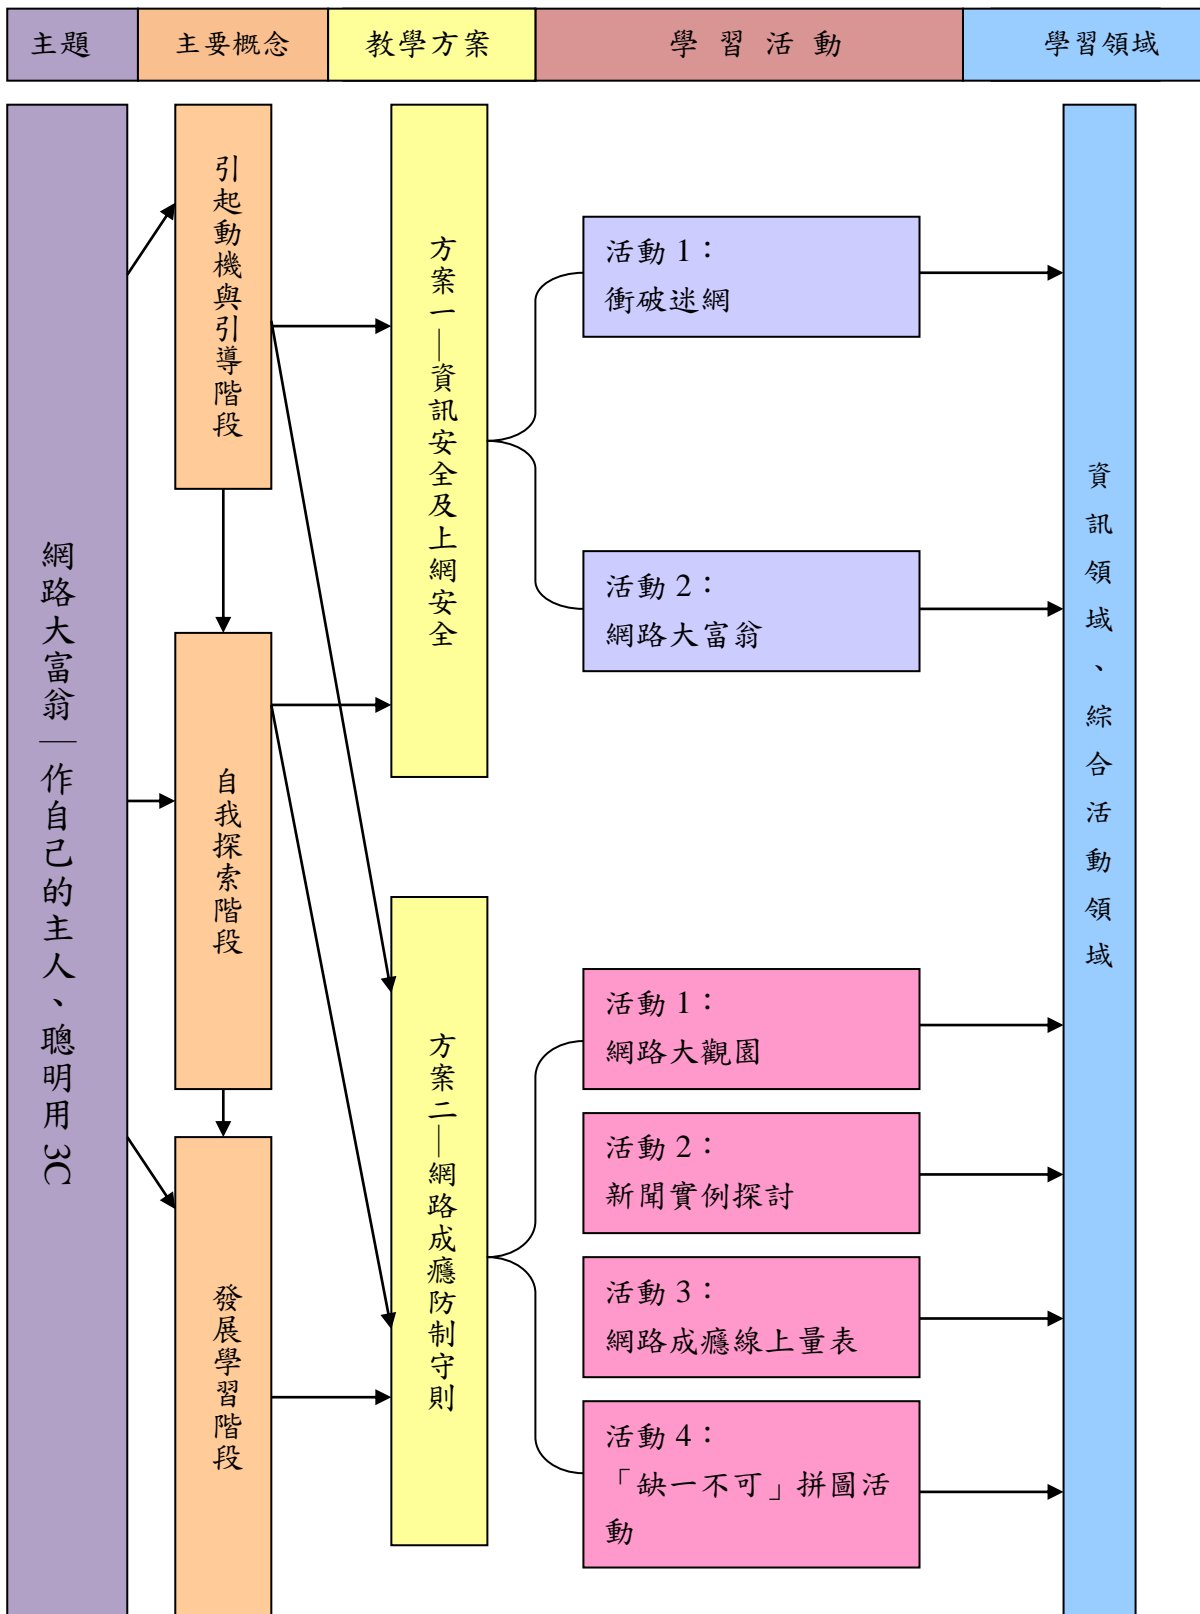 主題
主要概念
教學方案
學習活動
學習領域
網路大富翁—作自己的主人、聰明用3C
引起動機與引導階段
自我探索階段
發展學習階段
方案一—資訊安全及上網安全
方案二—網路成癮防制守則
活動 1：
衝破迷網
活動 2：
網路大富翁
活動 1：
網路大觀園
活動 2：
新聞實例探討
活動 3：
網路成癮線上量表
活動 4：
「缺一不可」拼圖活
動
資訊領域、綜合活動領域